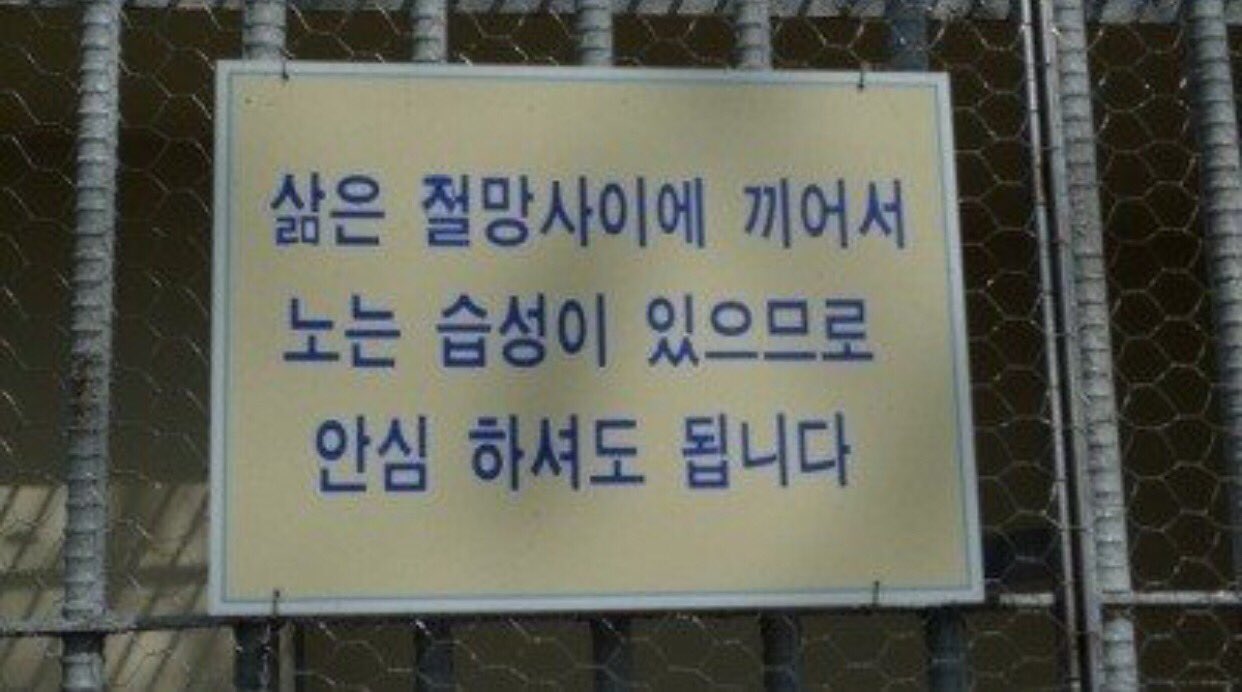 삶은 절망사이에 끼어서
노는 습성이 있으므로
안심 하셔도 됩니다